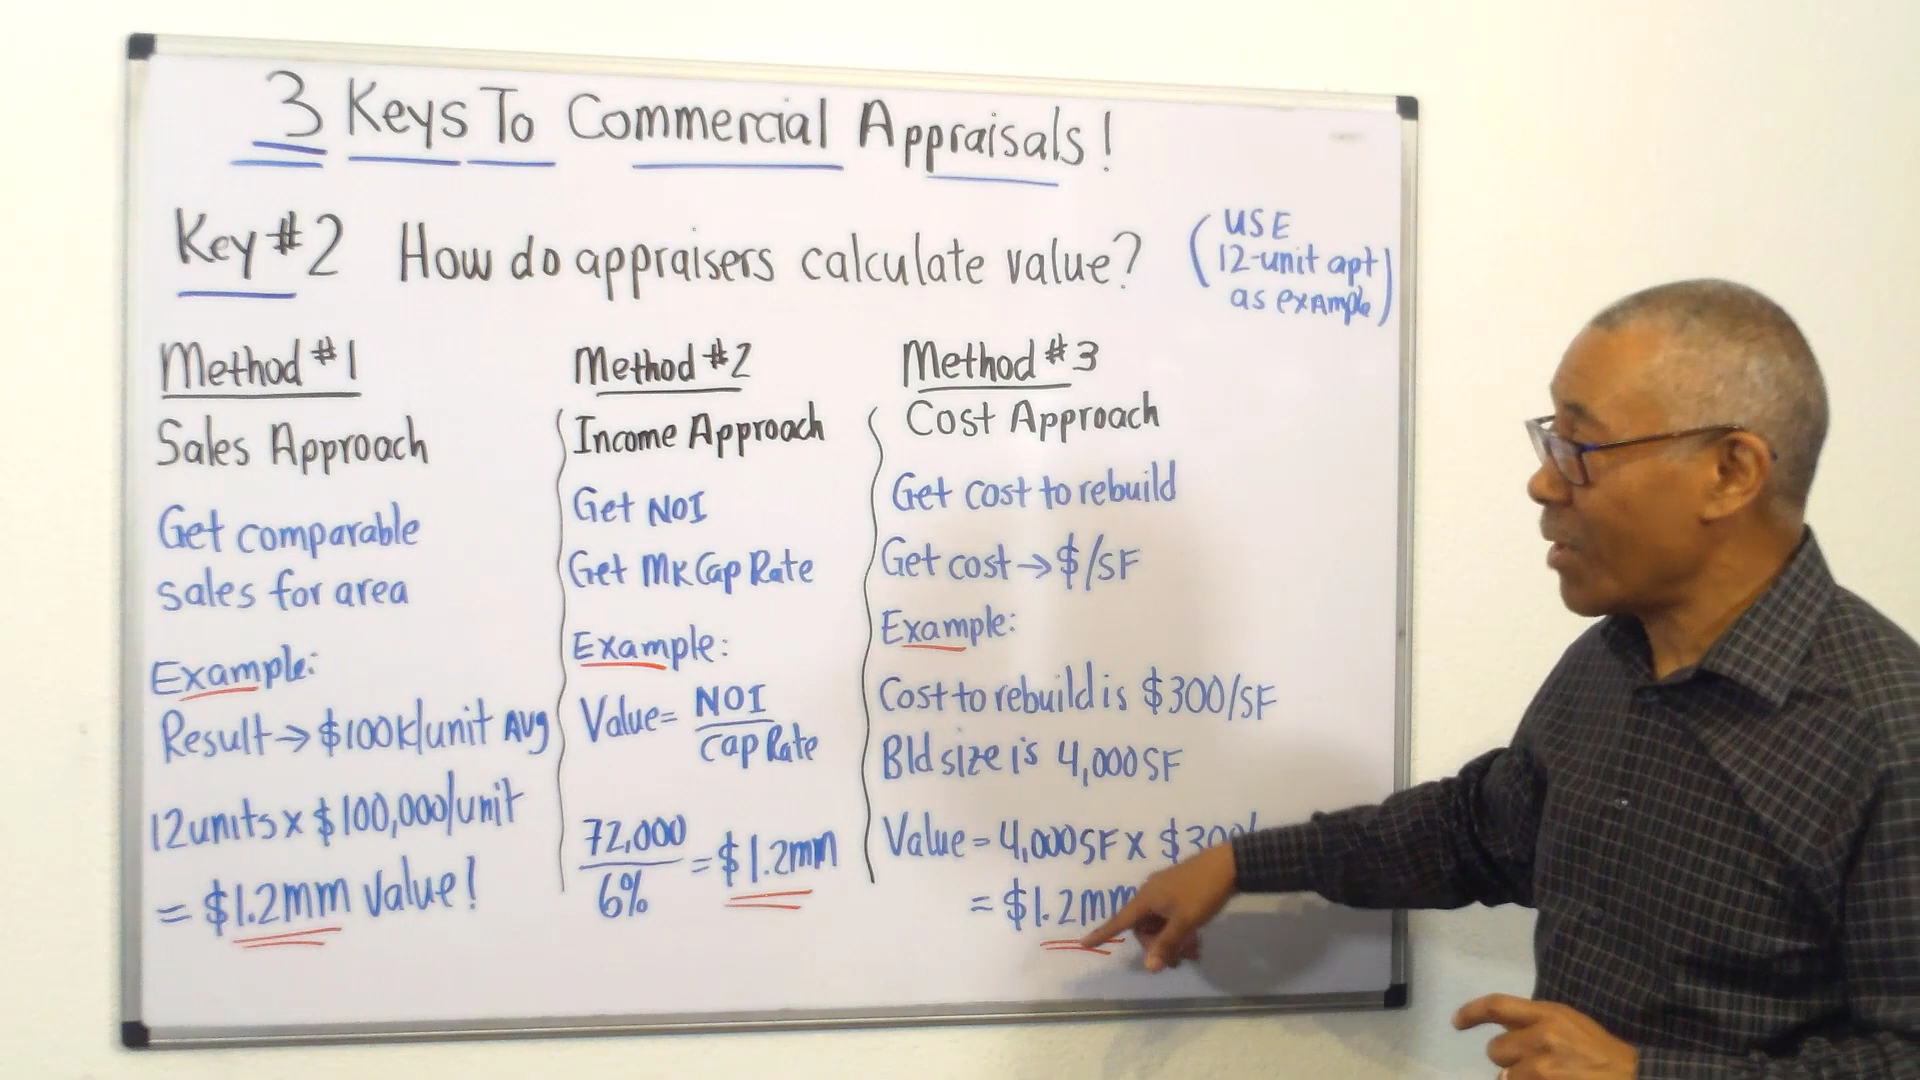 3 Keys To Commercial Appraisals!
Key #2 How do appraisers calculate value?
(USE
12-unit apt
as example)
Method #1
Sales Approach
Get comparable
sales for area
Example:
Result → $100K/unit AVg
12units x $100,000/unit
= $1.2mm value!
Method #2
Income Approach
Get NOI
Get MK Cap Rate
Example:
Value = NOI
Cap Rate
72,000
6%
= $1.2mm
Method #3
Cost Approach
Get cost to rebuild
Get cost → $/SF
Example:
Cost to rebuild is $300/SF
Bld size is 4,000 SF
Value = 4,000SF x $300/
= $1.2mm